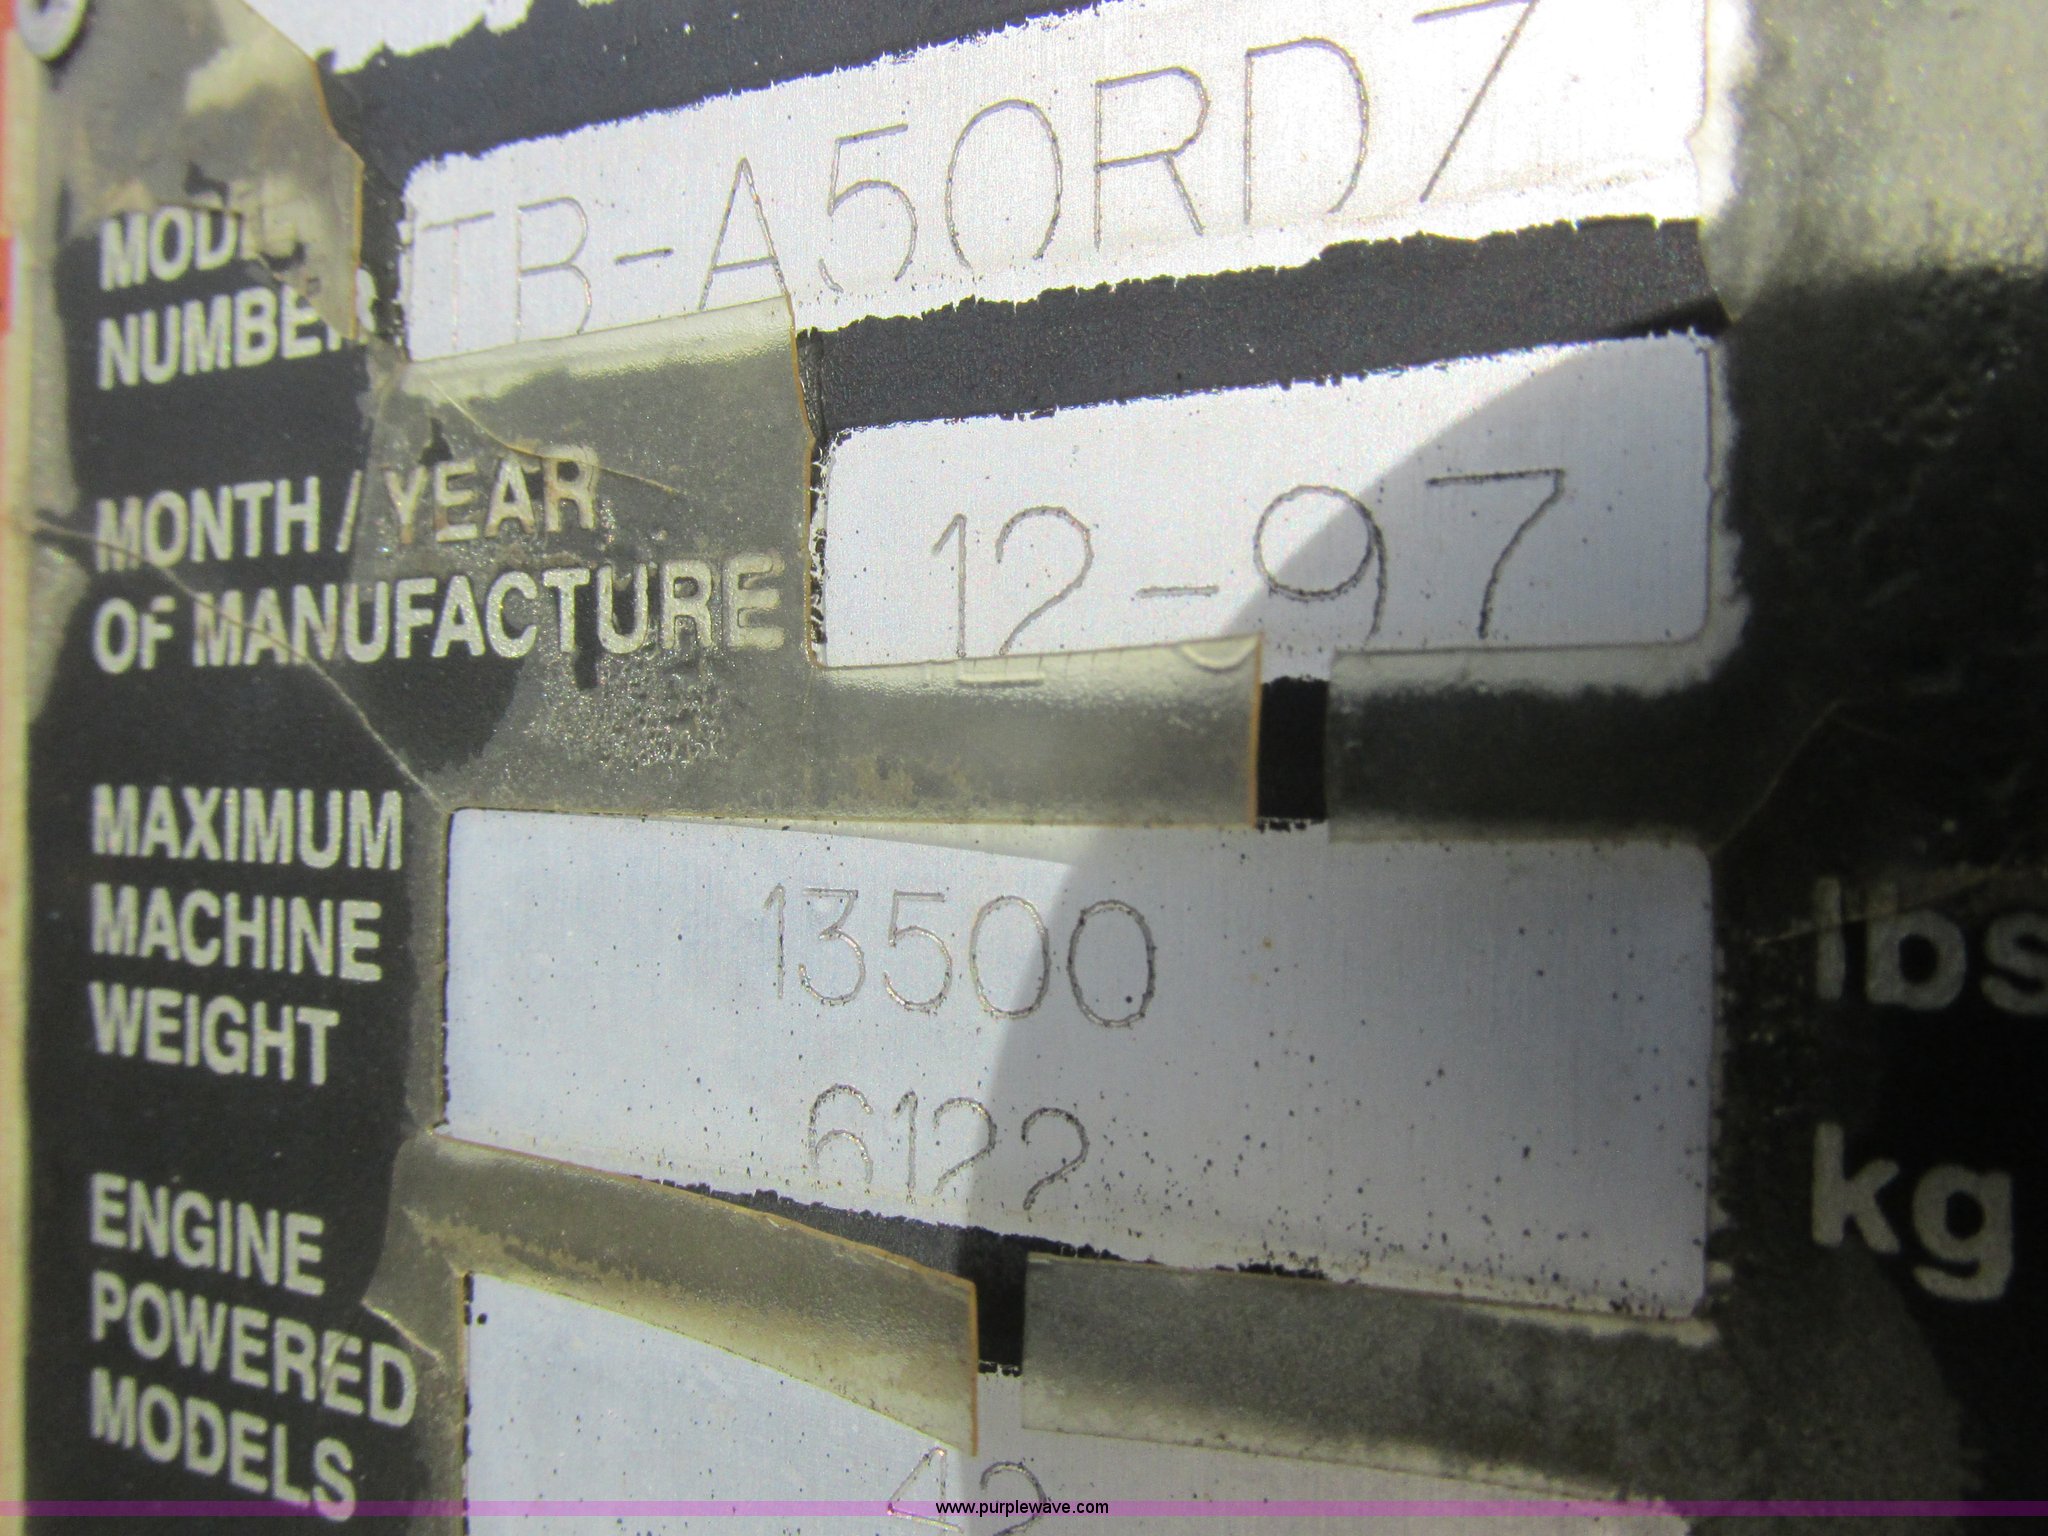 MODEL
NUMBER
TB-A50RD7
MONTH / YEAR
OF MANUFACTURE
12-97
MAXIMUM
MACHINE
WEIGHT
13500
lbs
6122
kg
ENGINE
POWERED
MODELS
42
www.purplewave.com